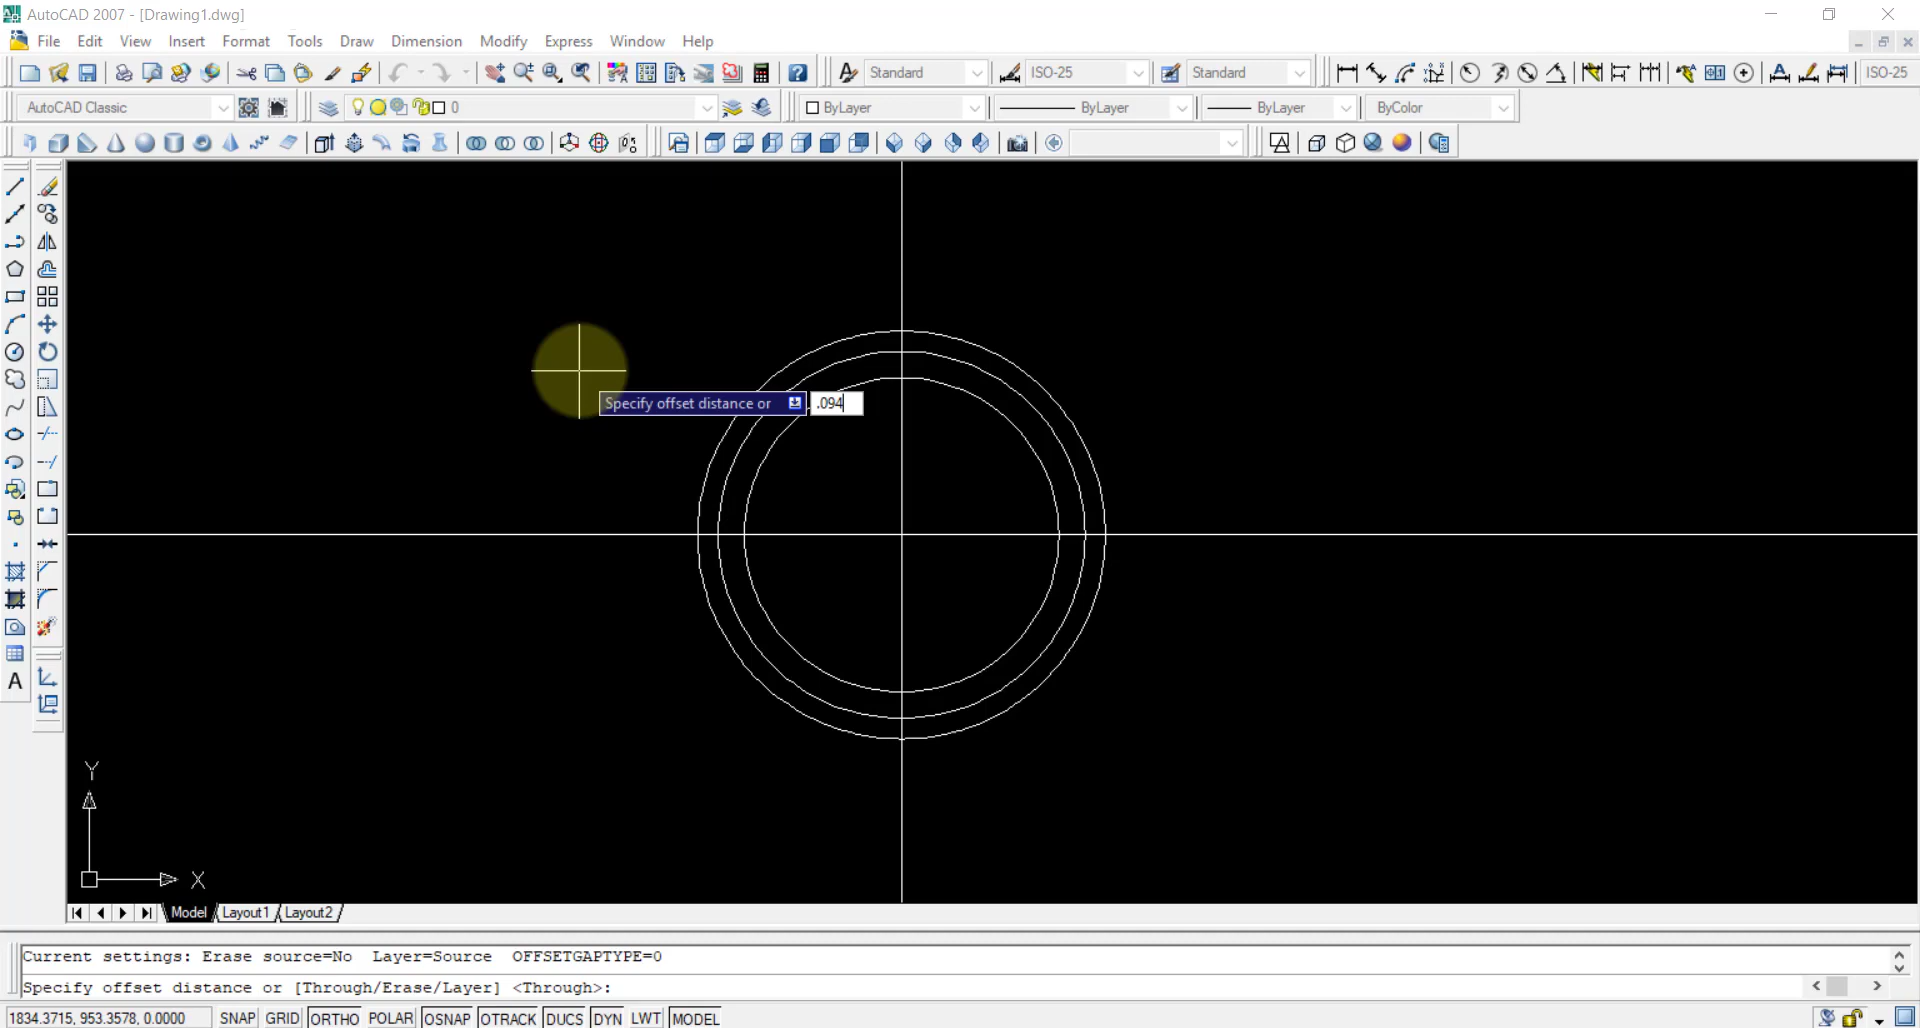 AutoCAD 2007 - [Drawing1.dwg]
File Edit View Insert Format Tools Draw Dimension Modify Express Window Help
Standard ISO-25 Standard ISO-25
AutoCAD Classic 0 ByLayer ByLayer ByLayer ByColor
A
Specify offset distance or .094
Y
X
Model Layout1 Layout2
Current settings: Erase source=No Layer=Source OFFSETGAPTYPE=0
Specify offset distance or [Through/Erase/Layer] <Through>:
1834.3715, 953.3578, 0.0000 SNAP GRID ORTHO POLAR OSNAP OTRACK DUCS DYN LWT MODEL